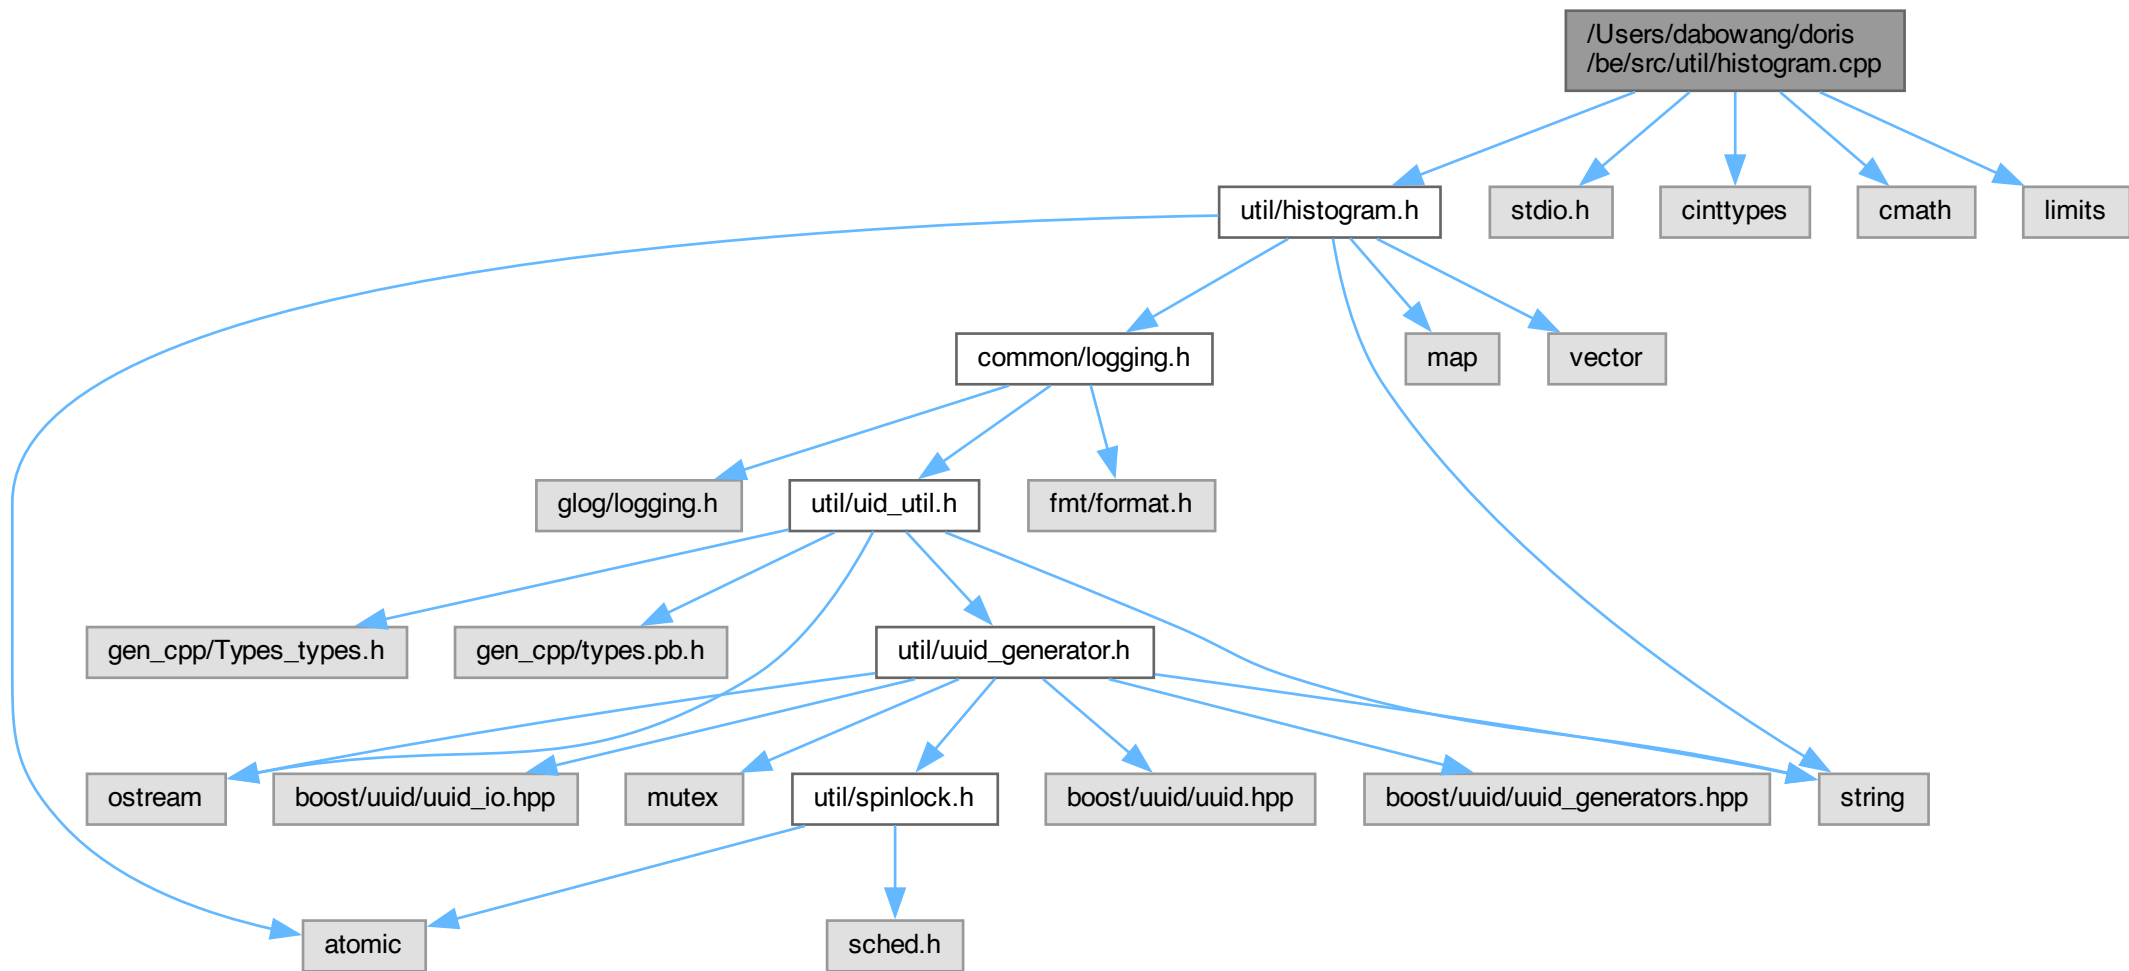 /Users/dabowang/doris
/be/src/util/histogram.cpp
util/histogram.h
stdio.h
cinttypes
cmath
limits
common/logging.h
map
vector
glog/logging.h
util/uid_util.h
fmt/format.h
gen_cpp/Types_types.h
gen_cpp/types.pb.h
util/uuid_generator.h
ostream
boost/uuid/uuid_io.hpp
mutex
util/spinlock.h
boost/uuid/uuid.hpp
boost/uuid/uuid_generators.hpp
string
atomic
sched.h